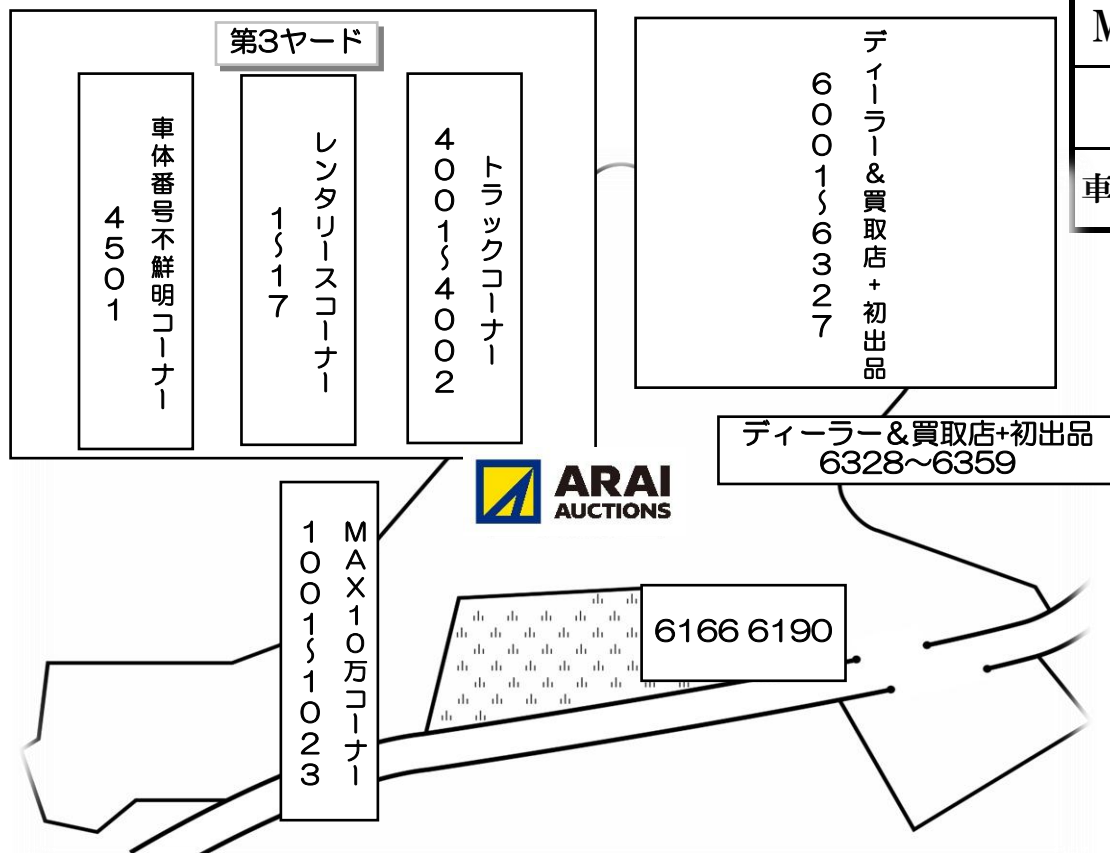 第3ヤード
車体番号不鮮明コーナー
4501
レンタリースコーナー
1~17
トラックコーナー
4001~4002
ディーラー&買取店+初出品
6001~6327
M
車
ディーラー&買取店+初出品
6328~6359
ARAI
AUCTIONS
MAX10万コーナー
1001~1023
6166 6190